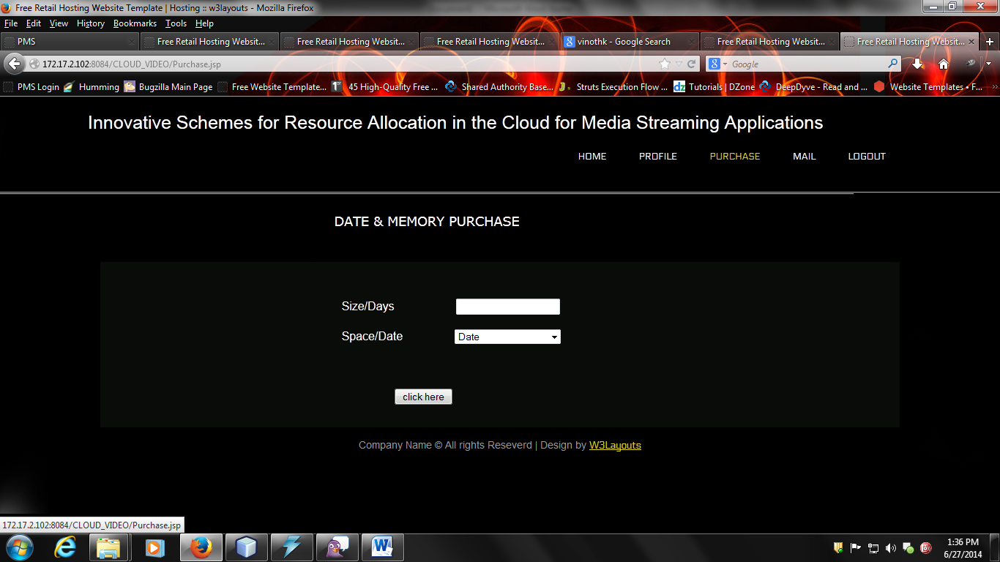 Free Retail Hosting Website Template | Hosting :: w3layouts - Mozilla Firefox
File Edit View History Bookmarks Tools Help
PMS Free Retail Hosting Websit... Free Retail Hosting Websit... Free Retail Hosting Websit... vinothk - Google Search Free Retail Hosting Websit... Free Retail Hosting Websit...
172.17.2.102:8084/CLOUD_VIDEO/Purchase.jsp Google
PMS Login Humming Bugzilla Main Page Free Website Template... 45 High-Quality Free ... Shared Authority Base... Struts Execution Flow ... Tutorials | DZone DeepDyve - Read and ... Website Templates • F...
Innovative Schemes for Resource Allocation in the Cloud for Media Streaming Applications
HOME PROFILE PURCHASE MAIL LOGOUT
DATE & MEMORY PURCHASE
Size/Days
Space/Date Date
click here
Company Name © All rights Reseverd | Design by W3Layouts
172.17.2.102:8084/CLOUD_VIDEO/Purchase.jsp
1:36 PM
6/27/2014